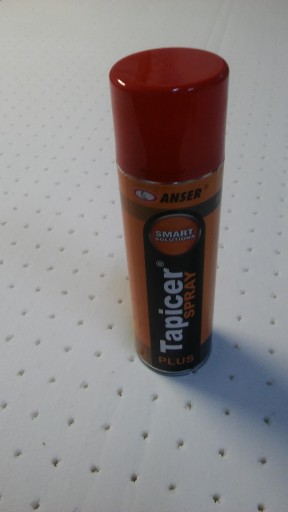 ANSER®
SMART
SOLUTIONS
Tapicer®
SPRAY
PLUS